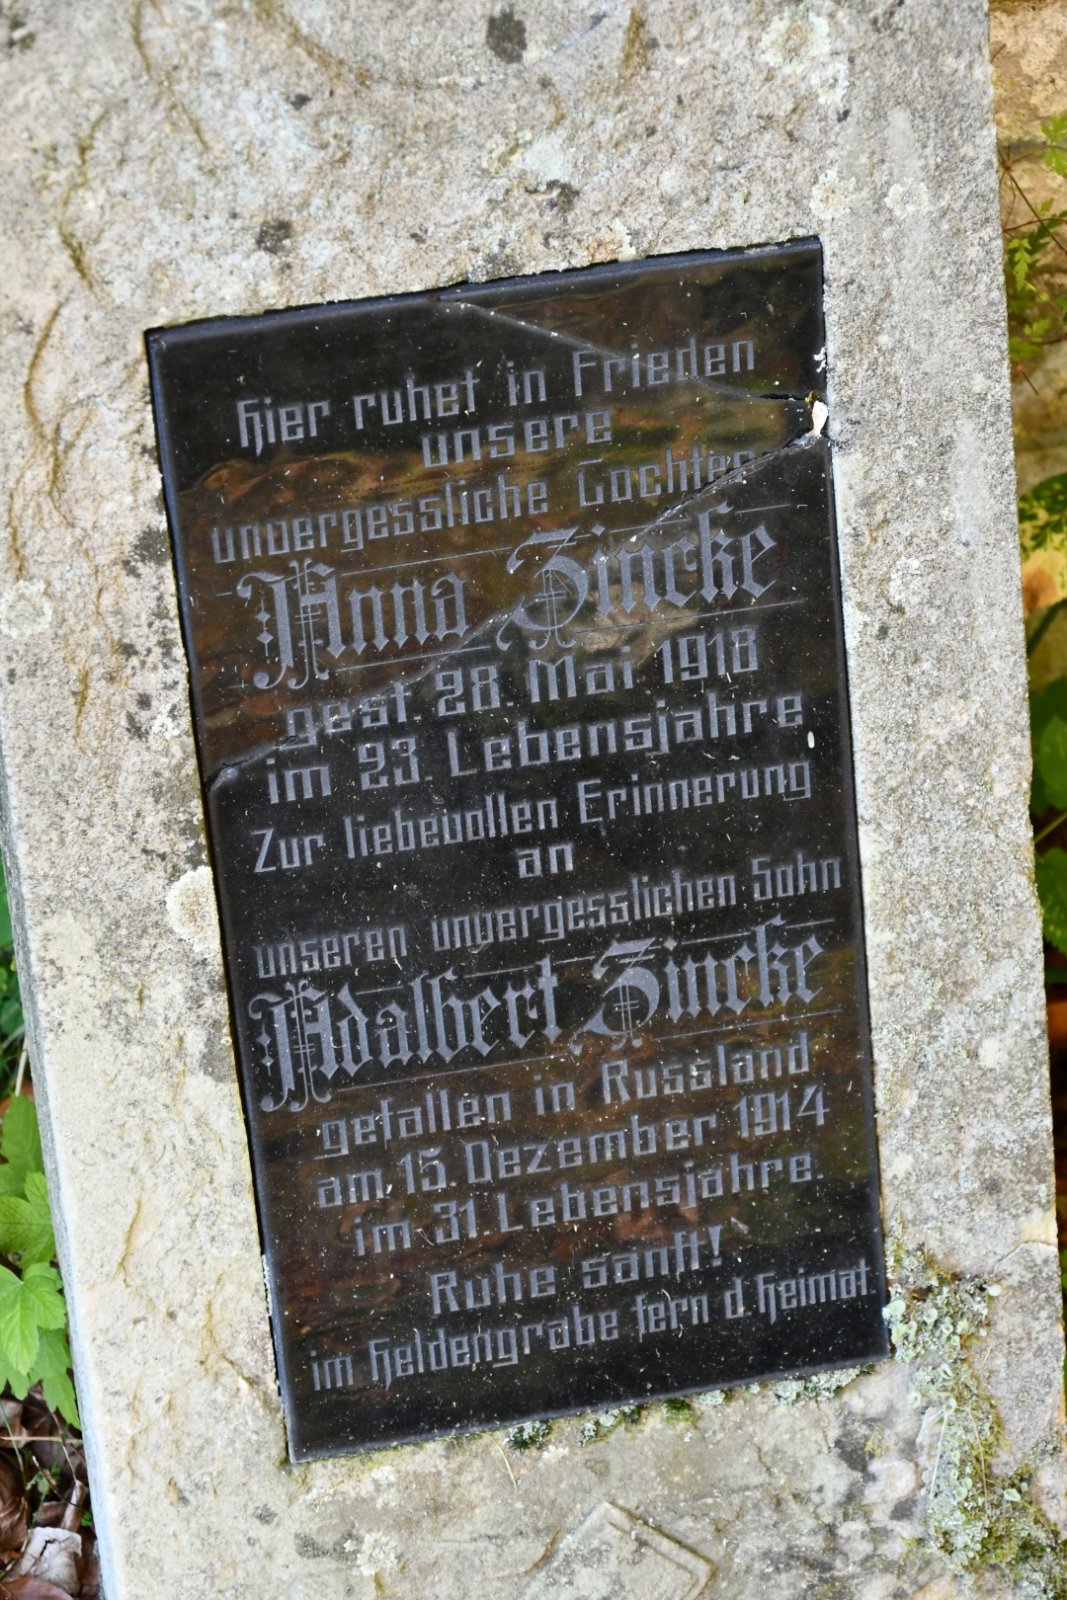 Hier ruhet in Frieden
unsere
unvergessliche Tochter
Anna Zincke
gest. 28. Mai 1918
im 23. Lebensjahre
Zur liebevollen Erinnerung
an
unseren unvergesslichen Sohn
Adalbert Zincke
gefallen in Russland
am 15. Dezember 1914
im 31. Lebensjahre.
Ruhe sanft!
im Heldengrabe fern d Heimat.